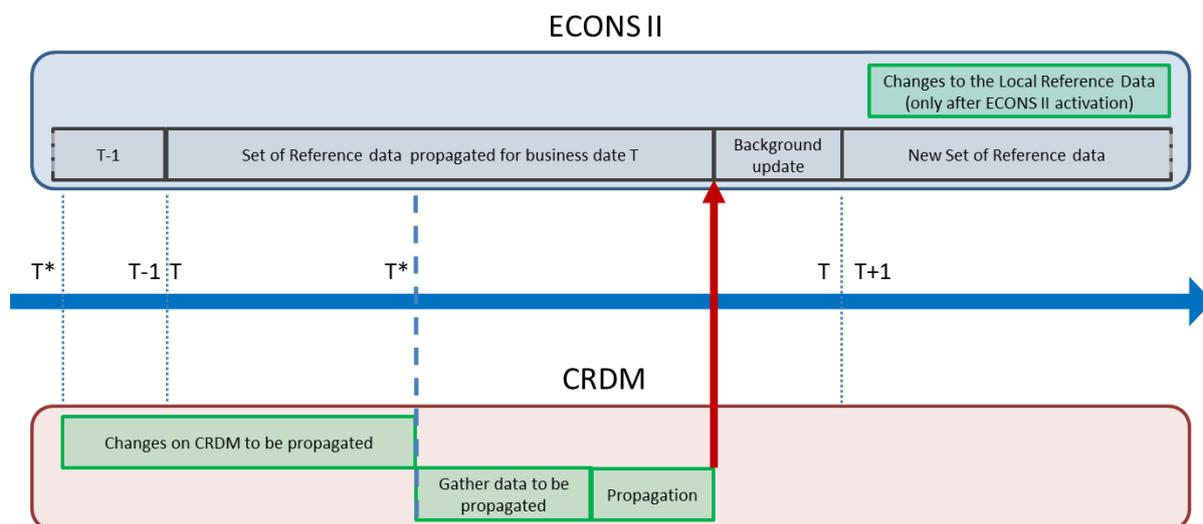 ECONS II
Changes to the Local Reference Data
(only after ECONS II activation)
T-1
Set of Reference data propagated for business date T
Background
update
New Set of Reference data
T* T-1 T T* T T+1
CRDM
Changes on CRDM to be propagated
Gather data to be
propagated
Propagation